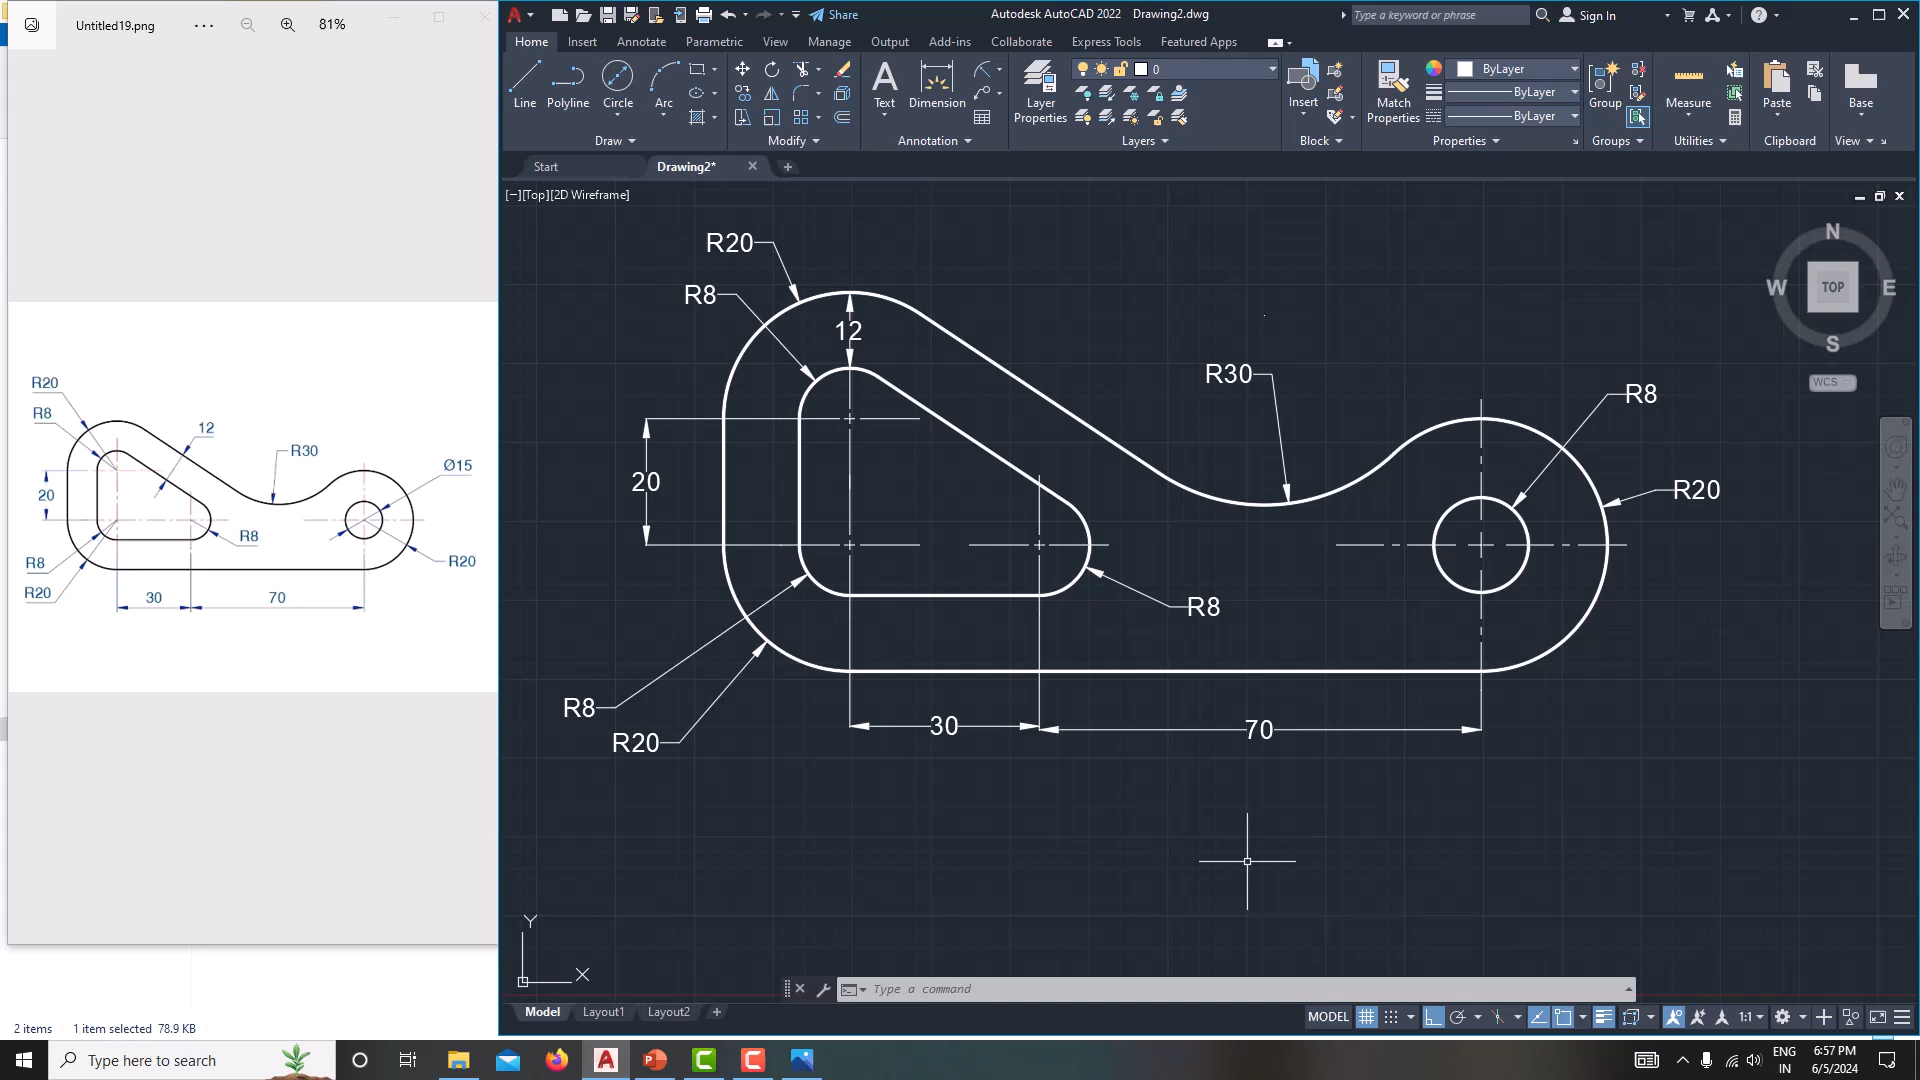 Untitled19.png
81%
R20
R8
12
R30
Ø15
20
R8
R8
R20
R20
30
70
2 items
1 item selected 78.9 KB
Share
Autodesk AutoCAD 2022 Drawing2.dwg
Type a keyword or phrase
Sign In
Home
Insert
Annotate
Parametric
View
Manage
Output
Add-ins
Collaborate
Express Tools
Featured Apps
Line
Polyline
Circle
Arc
Text
Dimension
Layer
Properties
0
Insert
Match
Properties
ByLayer
ByLayer
ByLayer
Group
Measure
Paste
Base
Draw
Modify
Annotation
Layers
Block
Properties
Groups
Utilities
Clipboard
View
Start
Drawing2*
[−][Top][2D Wireframe]
N
W
TOP
E
S
WCS
R20
R8
12
R30
R8
20
R20
R8
R8
R20
30
70
Y
X
Type a command
Model
Layout1
Layout2
MODEL
1:1
Type here to search
ENG
IN
6:57 PM
6/5/2024